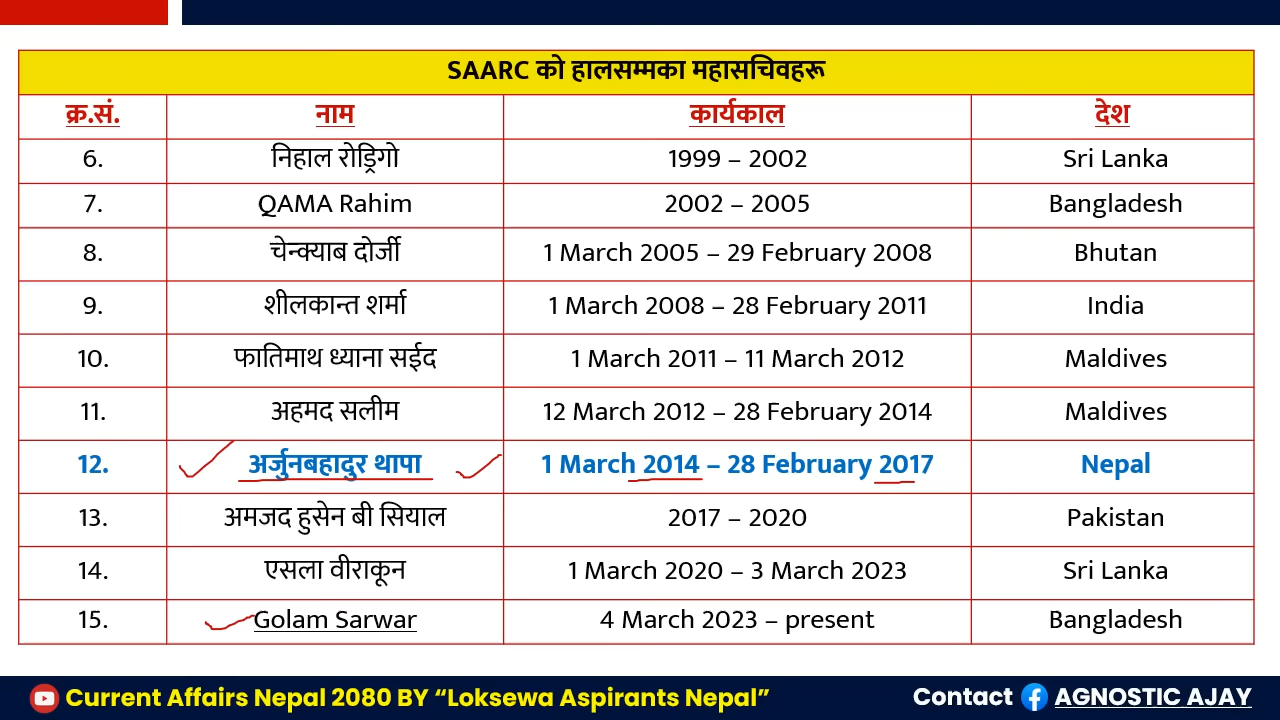 SAARC को हालसम्मका महासचिवहरू
क्र.सं. नाम कार्यकाल देश
6. निहाल रोड्रिगो 1999 – 2002 Sri Lanka
7. QAMA Rahim 2002 – 2005 Bangladesh
8. चेन्क्याब दोर्जी 1 March 2005 – 29 February 2008 Bhutan
9. शीलकान्त शर्मा 1 March 2008 – 28 February 2011 India
10. फातिमाथ ध्याना सईद 1 March 2011 – 11 March 2012 Maldives
11. अहमद सलीम 12 March 2012 – 28 February 2014 Maldives
12. अर्जुनबहादुर थापा 1 March 2014 – 28 February 2017 Nepal
13. अमजद हुसेन बी सियाल 2017 – 2020 Pakistan
14. एसला वीराकून 1 March 2020 – 3 March 2023 Sri Lanka
15. Golam Sarwar 4 March 2023 – present Bangladesh
Current Affairs Nepal 2080 BY “Loksewa Aspirants Nepal” Contact AGNOSTIC AJAY